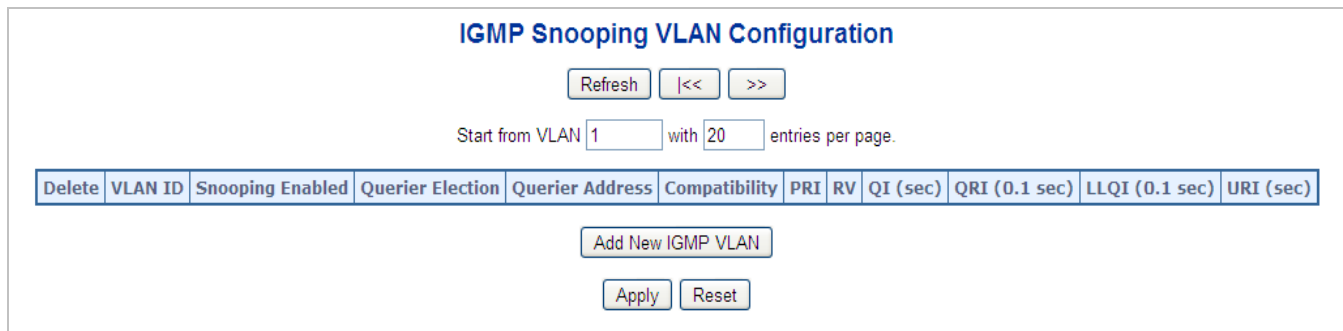 IGMP Snooping VLAN Configuration
Refresh |<< >>
Start from VLAN 1 with 20 entries per page.
Delete VLAN ID Snooping Enabled Querier Election Querier Address Compatibility PRI RV QI (sec) QRI (0.1 sec) LLQI (0.1 sec) URI (sec)
Add New IGMP VLAN
Apply Reset